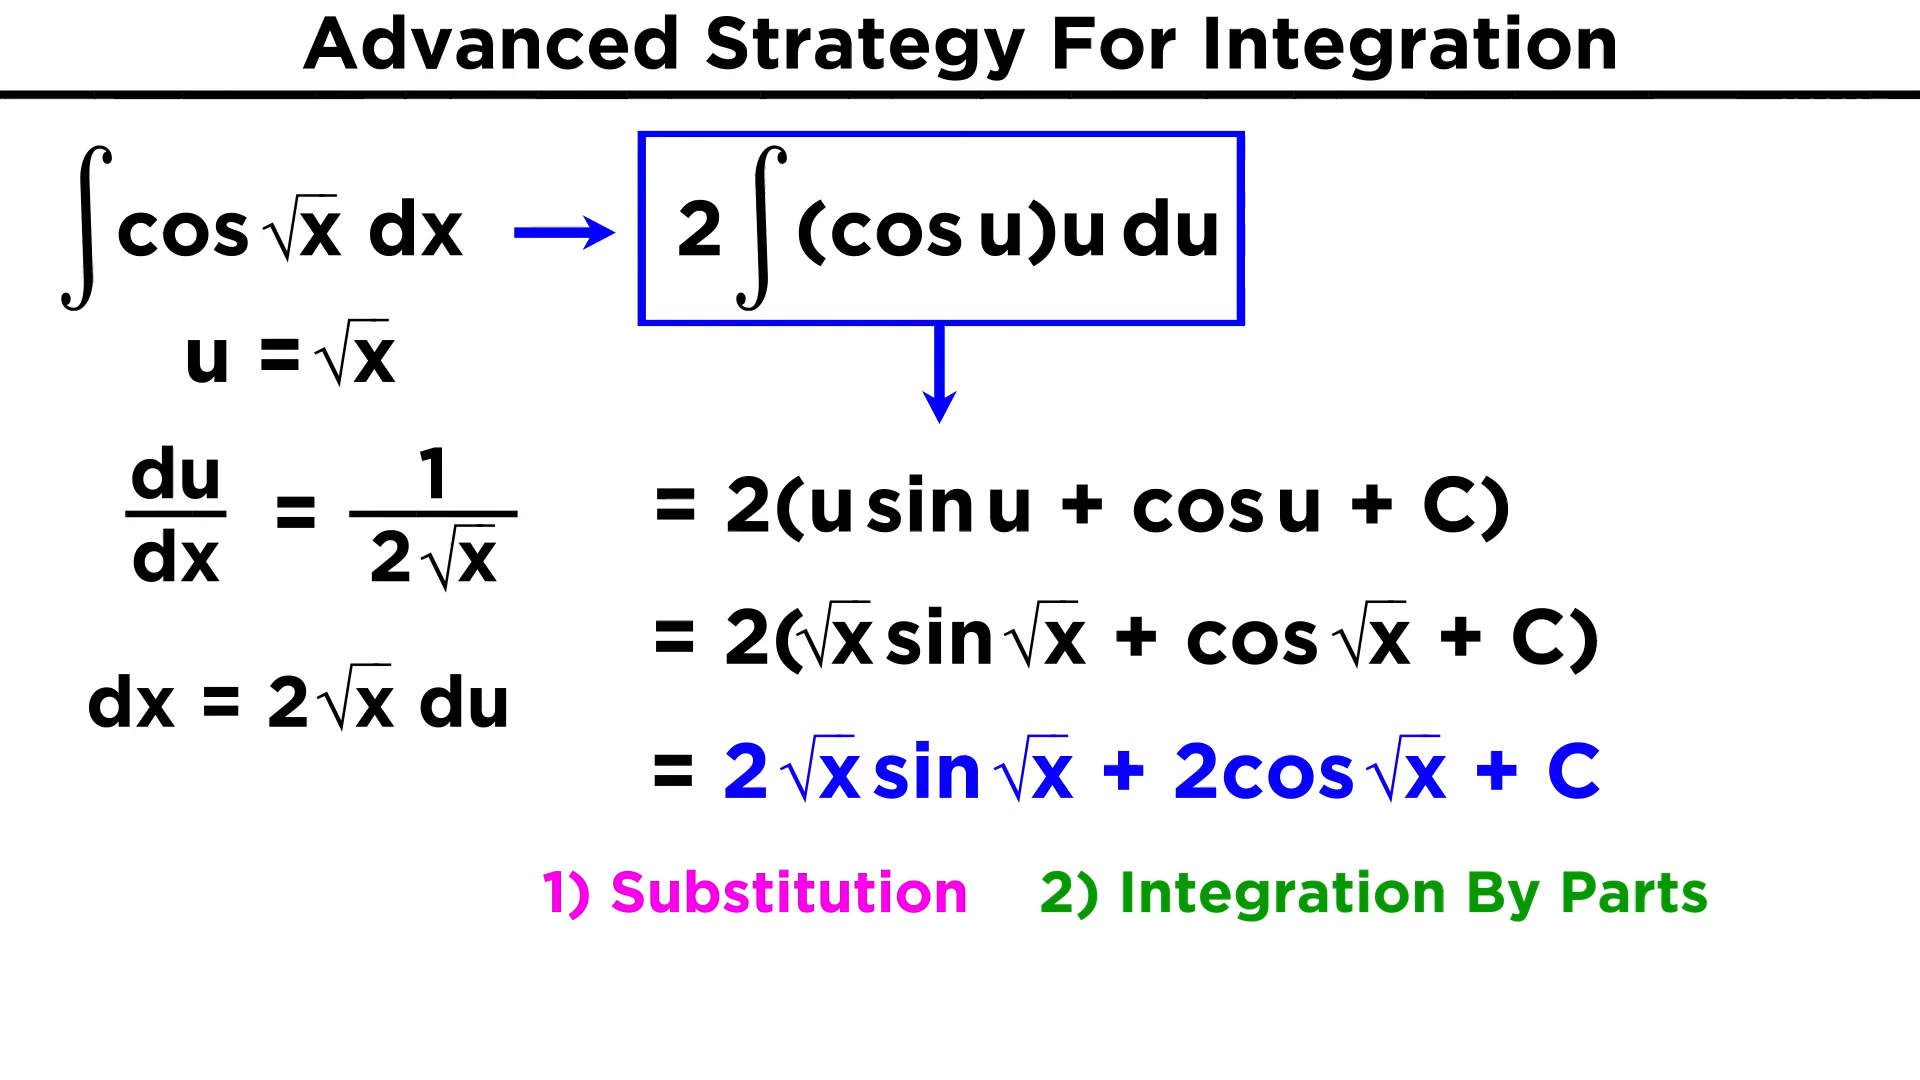 Advanced Strategy For Integration
∫cos √x dx → 2∫(cos u)u du
u = √x
du/dx = 1/(2√x)
= 2(u sin u + cos u + C)
= 2(√x sin √x + cos √x + C)
dx = 2√x du
= 2√x sin √x + 2cos √x + C
1) Substitution 2) Integration By Parts